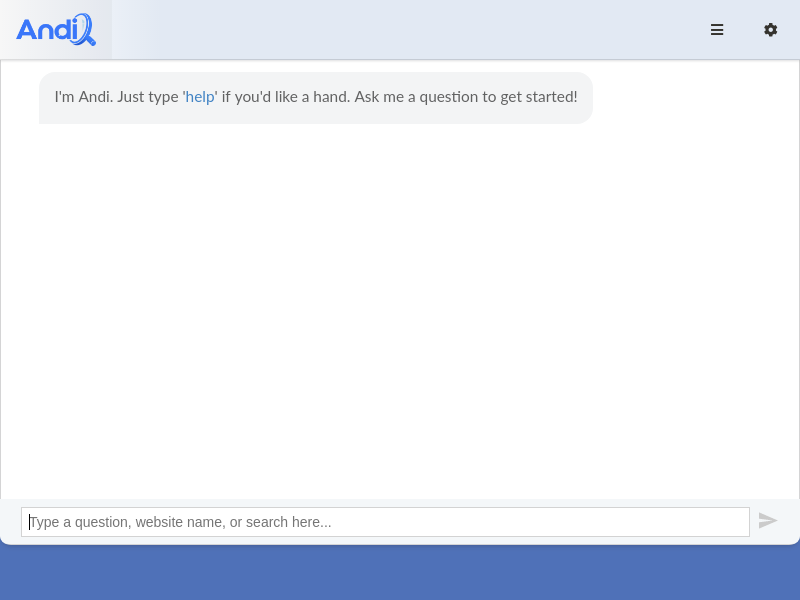 Andi
I'm Andi. Just type 'help' if you'd like a hand. Ask me a question to get started!
Type a question, website name, or search here...